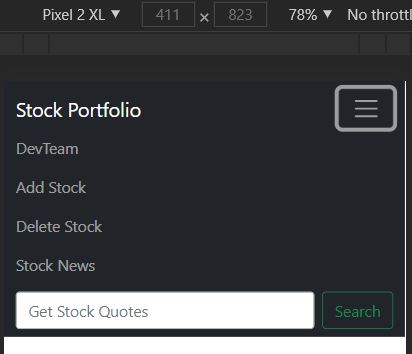 Pixel 2 XL ▼ 411 × 823 78% ▼ No thrott
Stock Portfolio
DevTeam
Add Stock
Delete Stock
Stock News
Get Stock Quotes Search